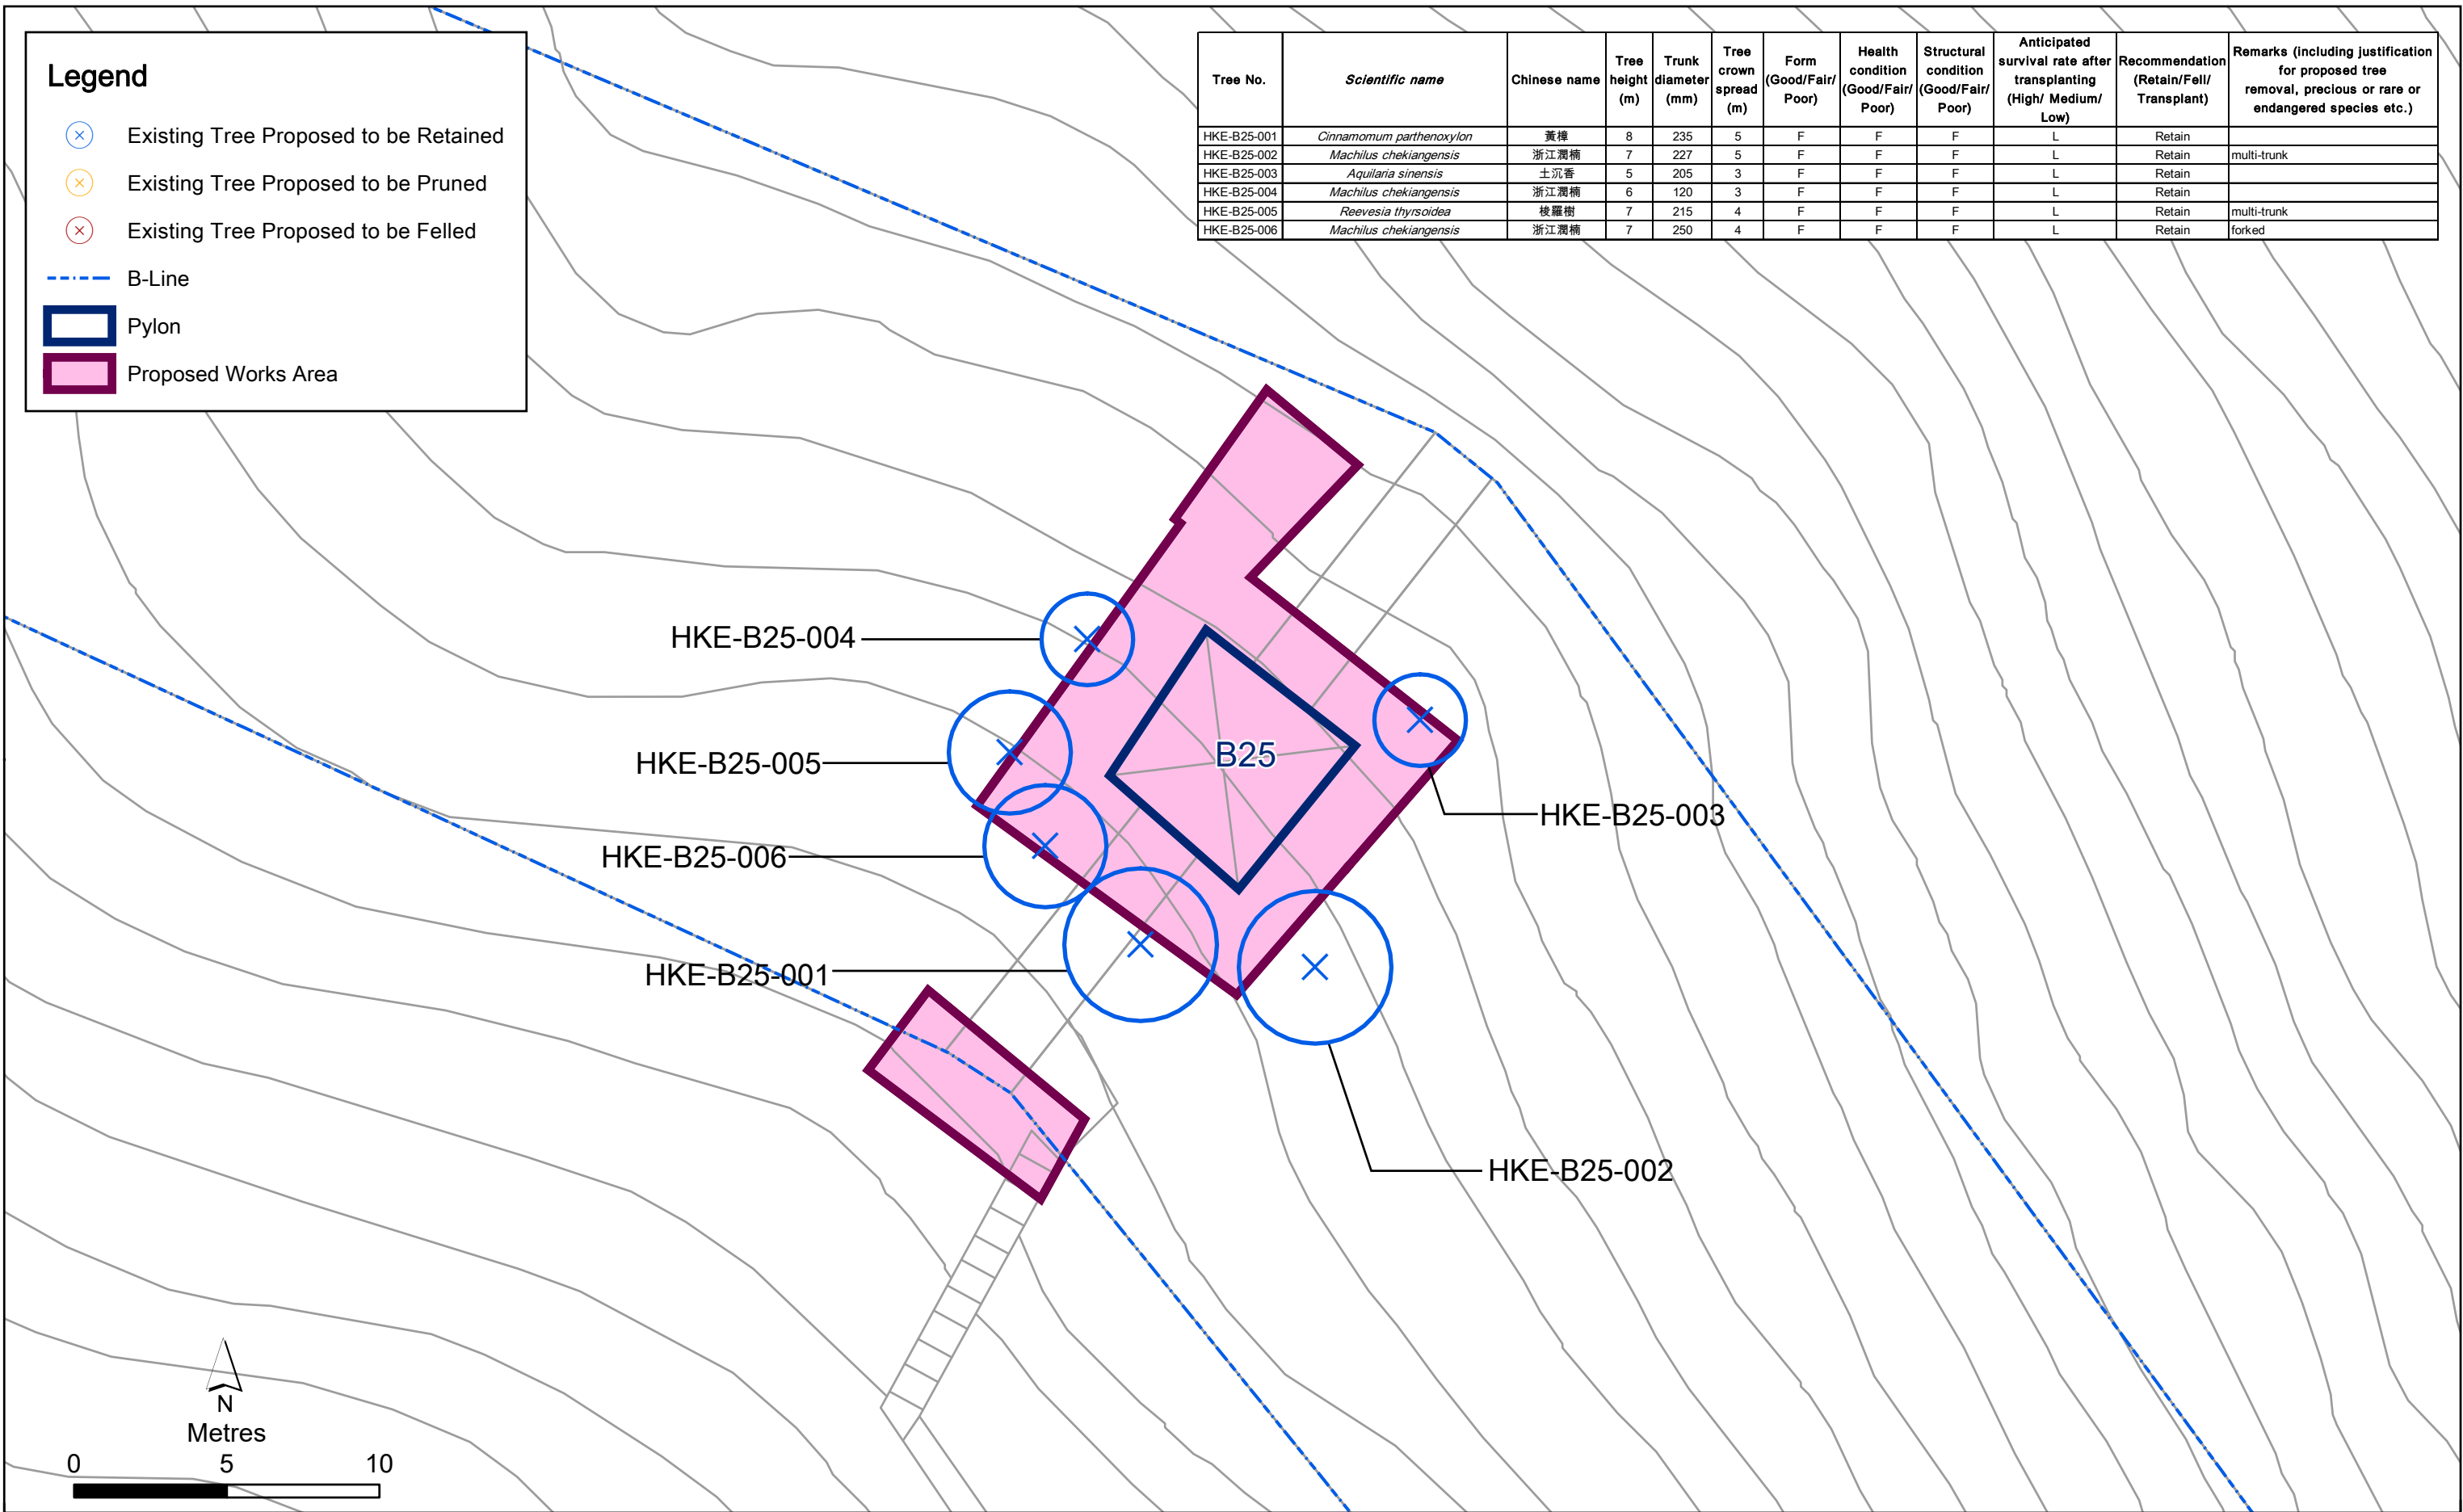 Legend
Existing Tree Proposed to be Retained
Existing Tree Proposed to be Pruned
Existing Tree Proposed to be Felled
B-Line
Pylon
Proposed Works Area
Tree No. Scientific name Chinese name Tree height (m) Trunk diameter (mm) Tree crown spread (m) Form (Good/Fair/ Poor) Health condition (Good/Fair/ Poor) Structural condition (Good/Fair/ Poor) Anticipated survival rate after transplanting (High/ Medium/ Low) Recommendation (Retain/Fell/ Transplant) Remarks (including justification for proposed tree removal, precious or rare or endangered species etc.)
HKE-B25-001 Cinnamomum parthenoxylon 黃樟 8 235 5 F F F L Retain
HKE-B25-002 Machilus chekiangensis 浙江潤楠 7 227 5 F F F L Retain multi-trunk
HKE-B25-003 Aquilaria sinensis 土沉香 5 205 3 F F F L Retain
HKE-B25-004 Machilus chekiangensis 浙江潤楠 6 120 3 F F F L Retain
HKE-B25-005 Reevesia thyrsoidea 梭羅樹 7 215 4 F F F L Retain multi-trunk
HKE-B25-006 Machilus chekiangensis 浙江潤楠 7 250 4 F F F L Retain forked
HKE-B25-004
HKE-B25-005
B25
HKE-B25-003
HKE-B25-006
HKE-B25-001
HKE-B25-002
N
Metres
0 5 10